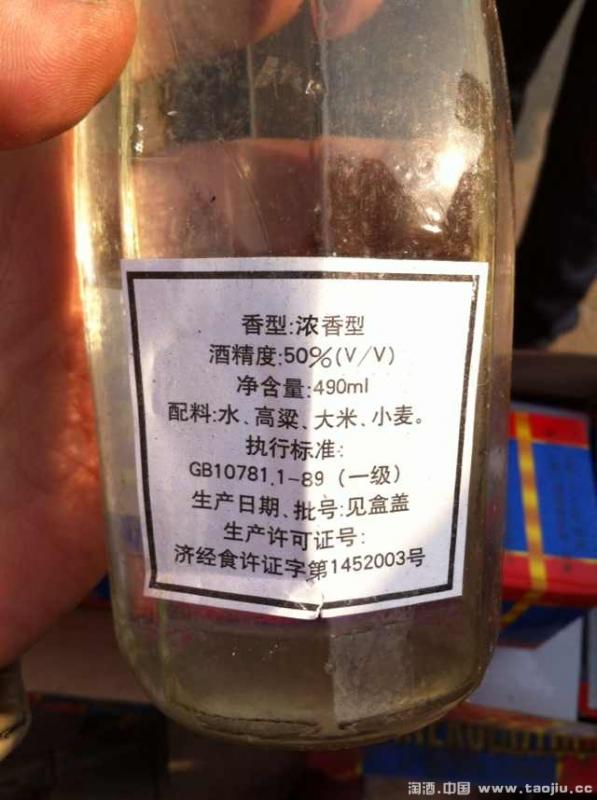 香型:浓香型
酒精度:50%(V/V)
净含量:490ml
配料:水、高粱、大米、小麦。
执行标准:
GB10781.1-89（一级）
生产日期、批号:见盒盖
生产许可证号:
济经食许证字第1452003号
淘酒.中国 www.taojiu.cc